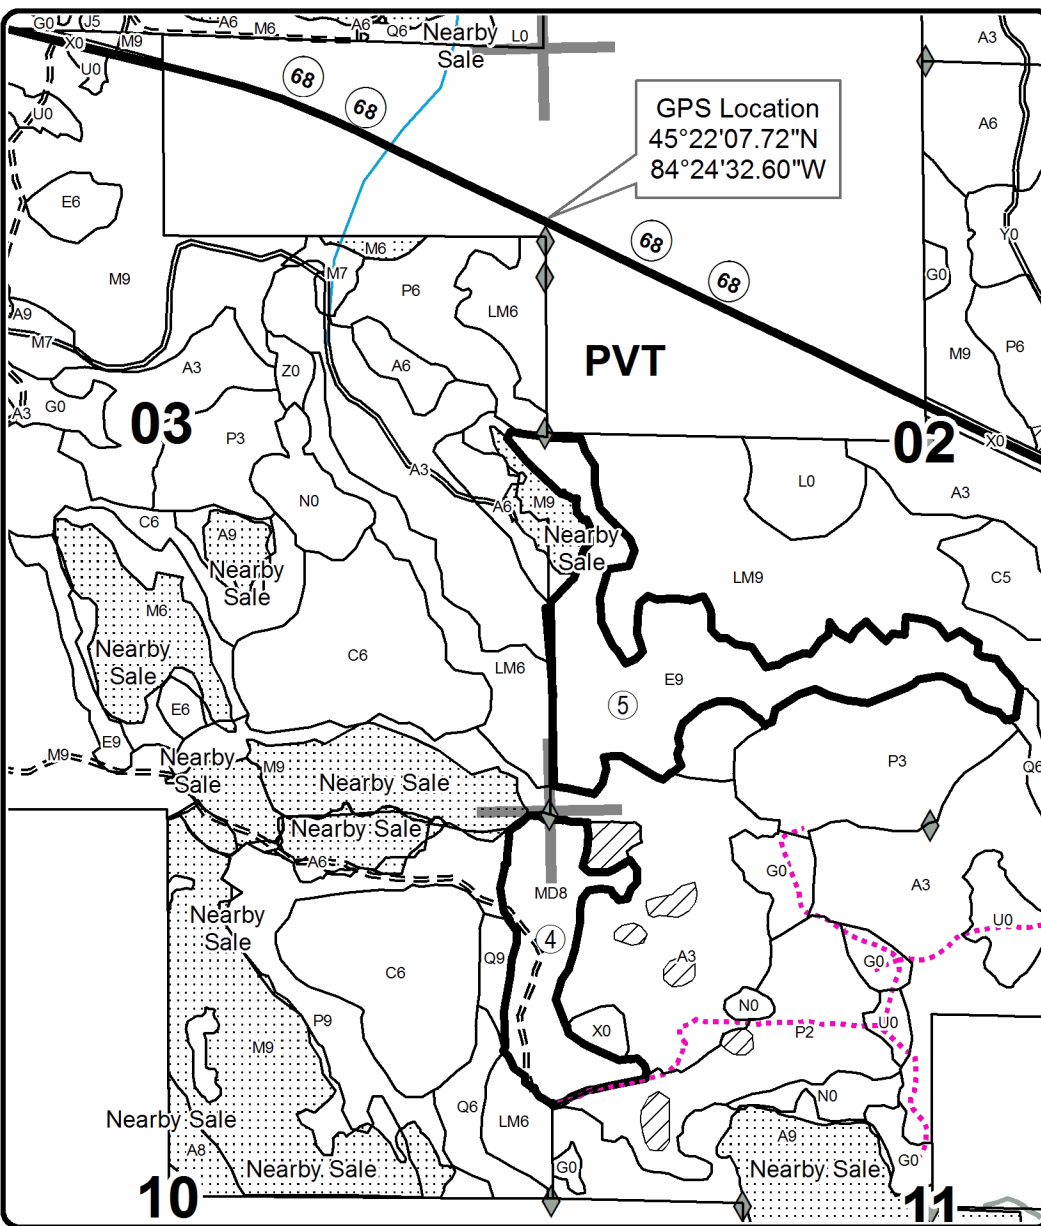 G0
J5
A6
M6
A6
Q6
Nearby
Sale
L0
X0
M9
U0
A3
68
68
GPS Location
45°22'07.72"N
84°24'32.60"W
U0
A6
E6
68
Y0
M6
M7
G0
M9
P6
68
LM6
A9
M7
PVT
M9
P6
A3
Z0
A6
G0
A3
03
P3
02
X0
A3
L0
A3
N0
M9
A6
C6
A9
Nearby
Sale
Nearby
Sale
LM9
C5
M6
Nearby
Sale
C6
LM6
E9
5
E6
E9
M9
Nearby
Sale
M9
Nearby Sale
P3
Q6
Nearby Sale
A6
G0
A3
MD8
Nearby
Sale
4
U0
Q9
A3
G0
C6
N0
P9
X0
P2
U0
M9
Q6
LM6
N0
Nearby Sale
A8
A9
Nearby Sale
G0
Nearby Sale
G0
10
11